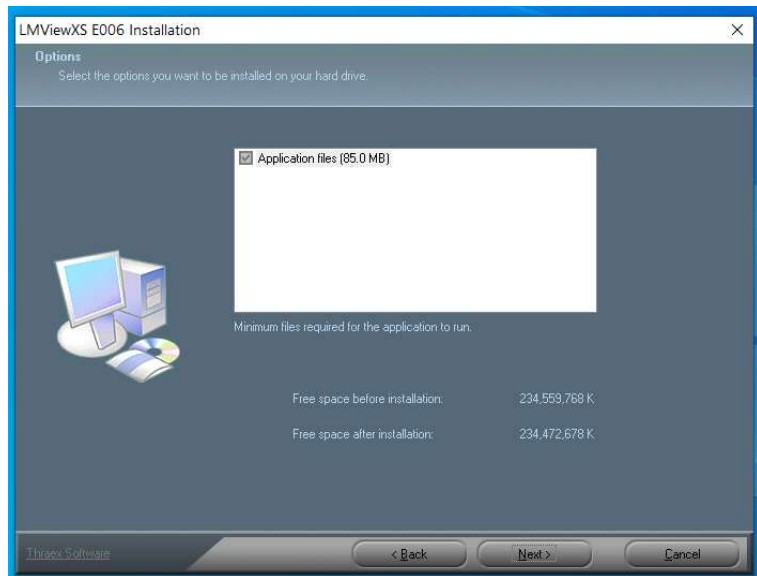 LMViewXS E006 Installation
Options
Select the options you want to be installed on your hard drive.
Application files (85.0 MB)
Minimum files required for the application to run.
Free space before installation: 234,559,768 K
Free space after installation: 234,472,678 K
Thraex Software
< Back Next > Cancel